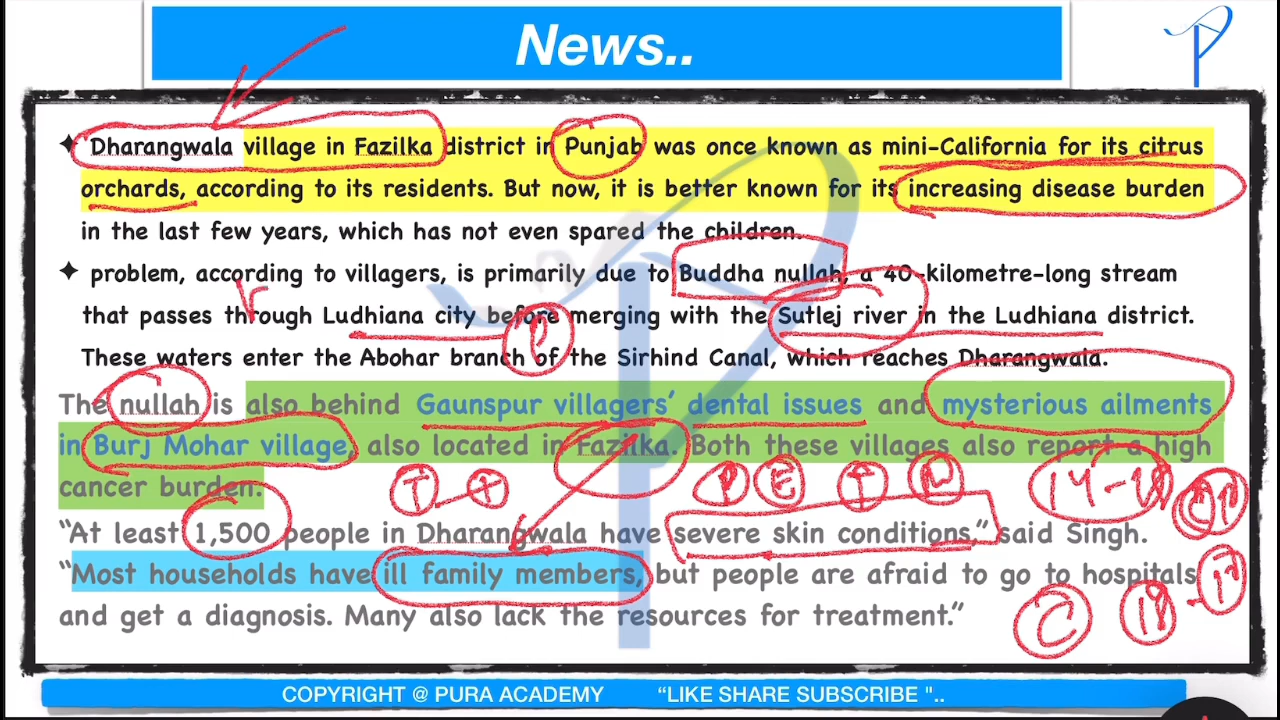 News..
✦ Dharangwala village in Fazilka district in Punjab was once known as mini-California for its citrus
orchards, according to its residents. But now, it is better known for its increasing disease burden
in the last few years, which has not even spared the children.
✦ problem, according to villagers, is primarily due to Buddha nullah, a 40-kilometre-long stream
that passes through Ludhiana city before merging with the Sutlej river in the Ludhiana district.
These waters enter the Abohar branch of the Sirhind Canal, which reaches Dharangwala.
The nullah is also behind Gaunspur villagers’ dental issues and mysterious ailments
in Burj Mohar village, also located in Fazilka. Both these villages also report a high
cancer burden.
“At least 1,500 people in Dharangwala have severe skin conditions,” said Singh.
“Most households have ill family members, but people are afraid to go to hospitals
and get a diagnosis. Many also lack the resources for treatment.”
COPYRIGHT @ PURA ACADEMY “LIKE SHARE SUBSCRIBE "..